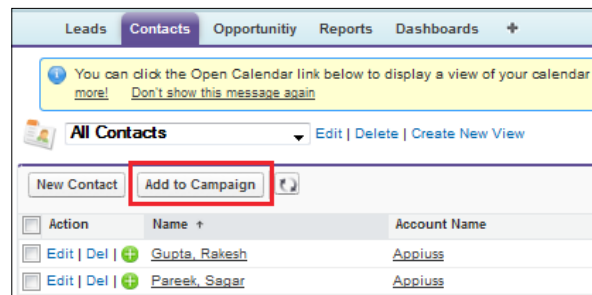 Leads Contacts Opportunitiy Reports Dashboards +
You can click the Open Calendar link below to display a view of your calendar
more! Don't show this message again
All Contacts Edit | Delete | Create New View
New Contact Add to Campaign
Action Name ↑ Account Name
Edit | Del | Gupta, Rakesh Appiuss
Edit | Del | Pareek, Sagar Appiuss